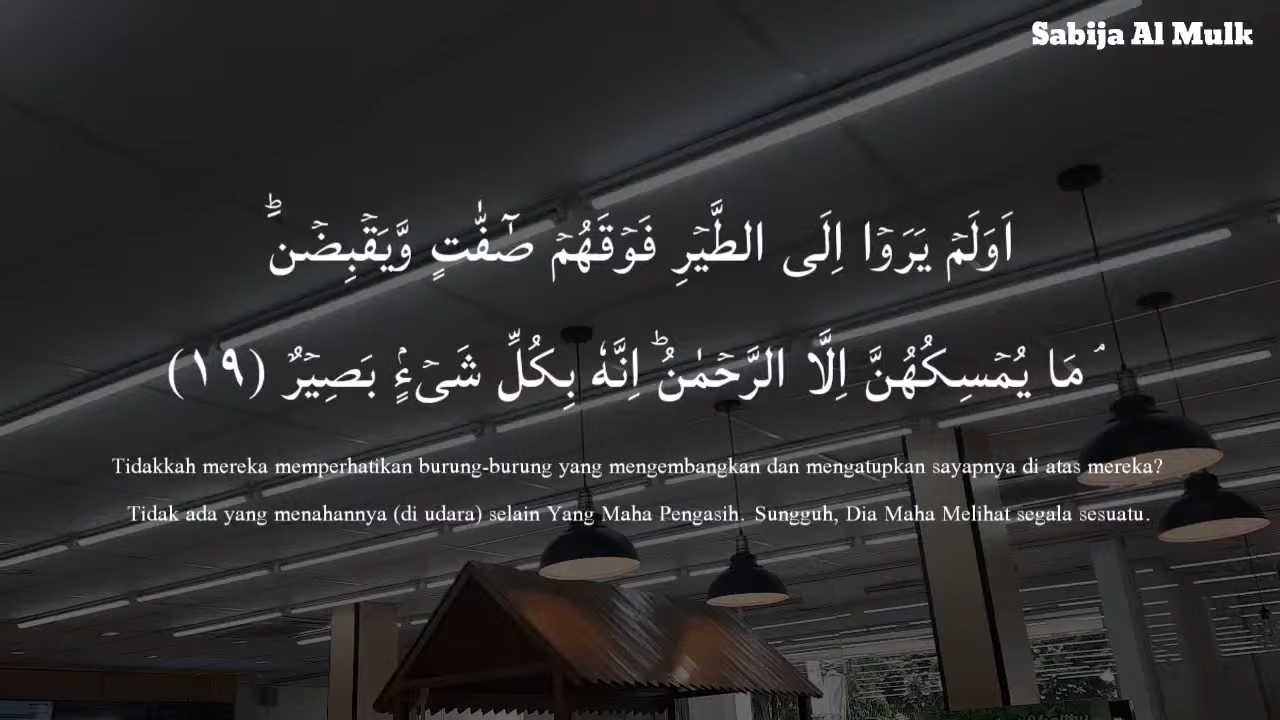 Sabija Al Mulk
اَوَلَمۡ يَرَوۡا اِلَى الطَّيۡرِ فَوۡقَهُمۡ صٰٓفّٰتٍ وَّيَقۡبِضۡنَ ؕ
ۘ مَا يُمۡسِكُهُنَّ اِلَّا الرَّحۡمٰنُ‌ؕ اِنَّهٗ بِكُلِّ شَىۡءٍۢ بَصِيۡرٌ‏ (١٩)
Tidakkah mereka memperhatikan burung-burung yang mengembangkan dan mengatupkan sayapnya di atas mereka?
Tidak ada yang menahannya (di udara) selain Yang Maha Pengasih. Sungguh, Dia Maha Melihat segala sesuatu.